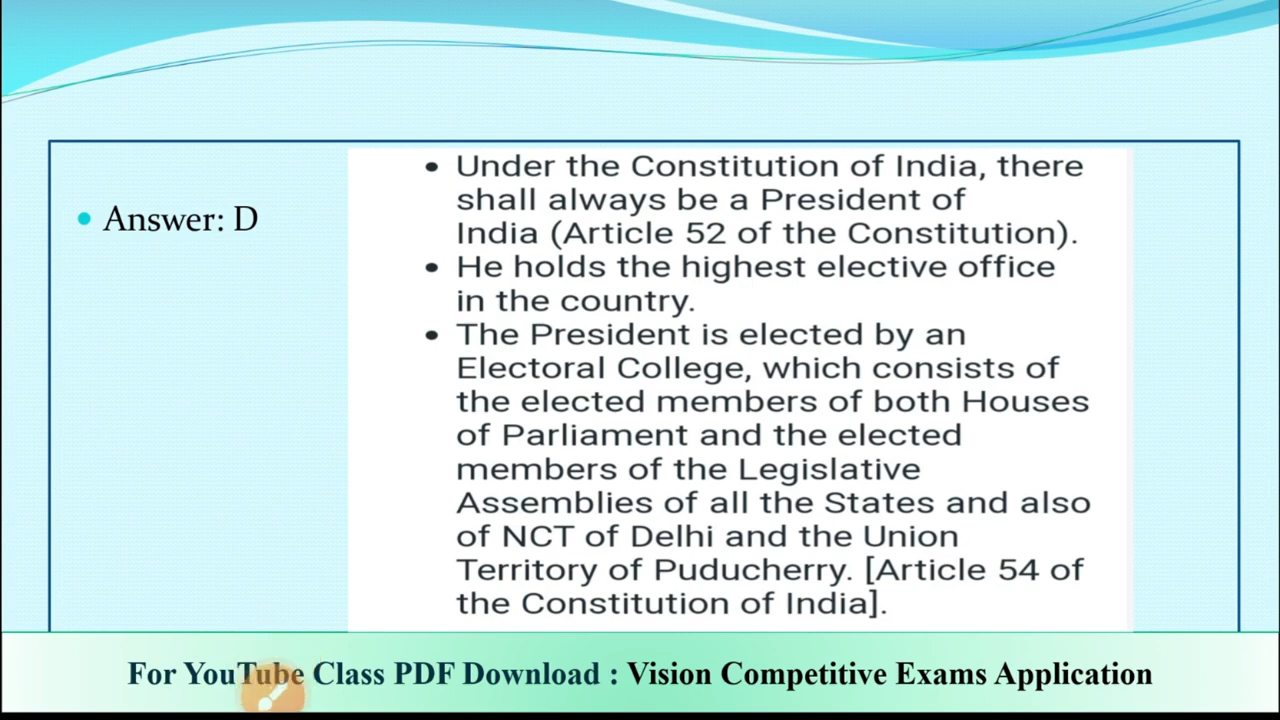 • Answer: D
• Under the Constitution of India, there
shall always be a President of
India (Article 52 of the Constitution).
• He holds the highest elective office
in the country.
• The President is elected by an
Electoral College, which consists of
the elected members of both Houses
of Parliament and the elected
members of the Legislative
Assemblies of all the States and also
of NCT of Delhi and the Union
Territory of Puducherry. [Article 54 of
the Constitution of India].
For YouTube Class PDF Download : Vision Competitive Exams Application